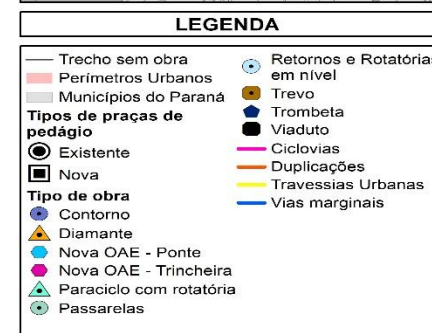 LEGENDA
Trecho sem obra
Perímetros Urbanos
Municípios do Paraná
Tipos de praças de
pedágio
Existente
Nova
Tipo de obra
Contorno
Diamante
Nova OAE - Ponte
Nova OAE - Trincheira
Paraciclo com rotatória
Passarelas
Retornos e Rotatórias
em nível
Trevo
Trombeta
Viaduto
Ciclovias
Duplicações
Travessias Urbanas
Vias marginais